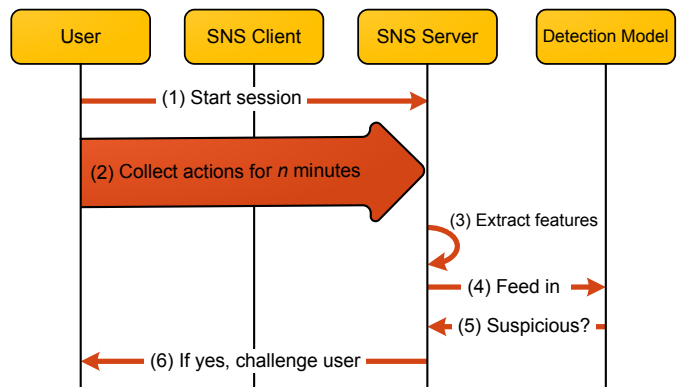 User
SNS Client
SNS Server
Detection Model
(1) Start session
(2) Collect actions for n minutes
(3) Extract features
(4) Feed in
(5) Suspicious?
(6) If yes, challenge user